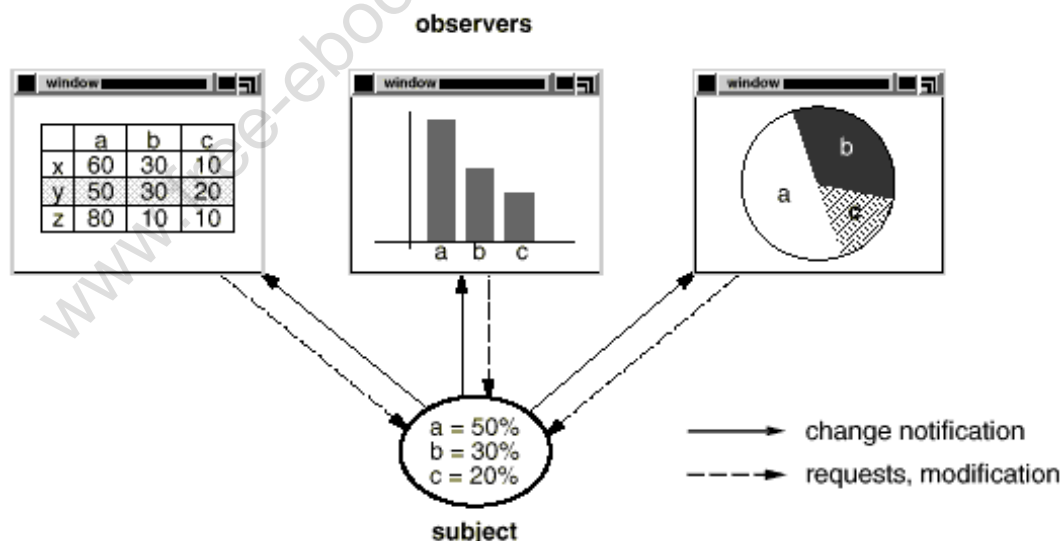 observers
window
a b c
x 60 30 10
y 50 30 20
z 80 10 10
window
a b c
window
a
b
c
a = 50%
b = 30%
c = 20%
subject
change notification
requests, modification